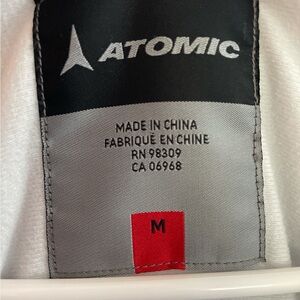 ATOMIC
MADE IN CHINA
FABRIQUÉ EN CHINE
RN 98309
CA 06968
M